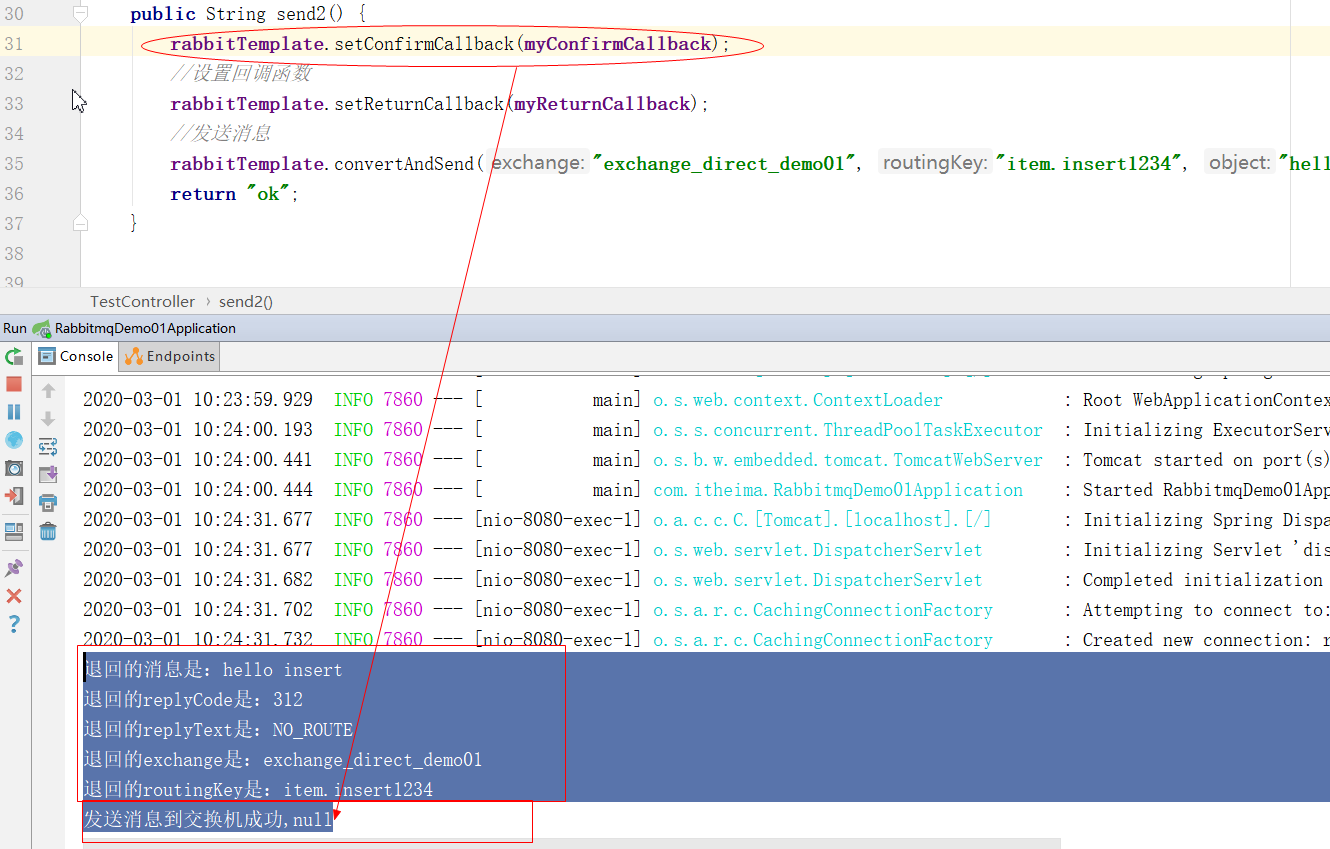 30 public String send2() {
31 rabbitTemplate.setConfirmCallback(myConfirmCallback);
32 //设置回调函数
33 rabbitTemplate.setReturnCallback(myReturnCallback);
34 //发送消息
35 rabbitTemplate.convertAndSend( exchange: "exchange_direct_demo01", routingKey: "item.insert1234", object: "hell
36 return "ok";
37 }
38
39
TestController › send2()
Run RabbitmqDemo01Application
Console Endpoints
2020-03-01 10:23:59.929 INFO 7860 --- [ main] o.s.web.context.ContextLoader : Root WebApplicationContex
2020-03-01 10:24:00.193 INFO 7860 --- [ main] o.s.s.concurrent.ThreadPoolTaskExecutor : Initializing ExecutorServ
2020-03-01 10:24:00.441 INFO 7860 --- [ main] o.s.b.w.embedded.tomcat.TomcatWebServer : Tomcat started on port(s)
2020-03-01 10:24:00.444 INFO 7860 --- [ main] com.itheima.RabbitmqDemo01Application : Started RabbitmqDemo01App
2020-03-01 10:24:31.677 INFO 7860 --- [nio-8080-exec-1] o.a.c.c.C.[Tomcat].[localhost].[/] : Initializing Spring Dispa
2020-03-01 10:24:31.677 INFO 7860 --- [nio-8080-exec-1] o.s.web.servlet.DispatcherServlet : Initializing Servlet 'dis
2020-03-01 10:24:31.682 INFO 7860 --- [nio-8080-exec-1] o.s.web.servlet.DispatcherServlet : Completed initialization
2020-03-01 10:24:31.702 INFO 7860 --- [nio-8080-exec-1] o.s.a.r.c.CachingConnectionFactory : Attempting to connect to:
2020-03-01 10:24:31.732 INFO 7860 --- [nio-8080-exec-1] o.s.a.r.c.CachingConnectionFactory : Created new connection: r
退回的消息是：hello insert
退回的replyCode是：312
退回的replyText是：NO_ROUTE
退回的exchange是：exchange_direct_demo01
退回的routingKey是：item.insert1234
发送消息到交换机成功,null